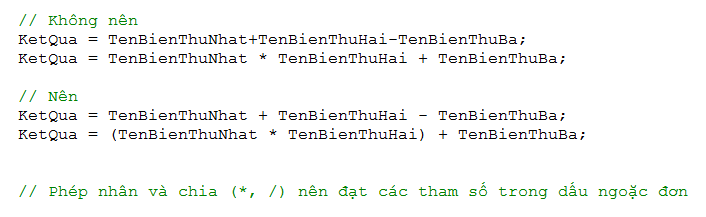 // Không nên
KetQua = TenBienThuNhat+TenBienThuHai-TenBienThuBa;
KetQua = TenBienThuNhat * TenBienThuHai + TenBienThuBa;
// Nên
KetQua = TenBienThuNhat + TenBienThuHai - TenBienThuBa;
KetQua = (TenBienThuNhat * TenBienThuHai) + TenBienThuBa;
// Phép nhân và chia (*, /) nên đạt các tham số trong dấu ngoặc đơn